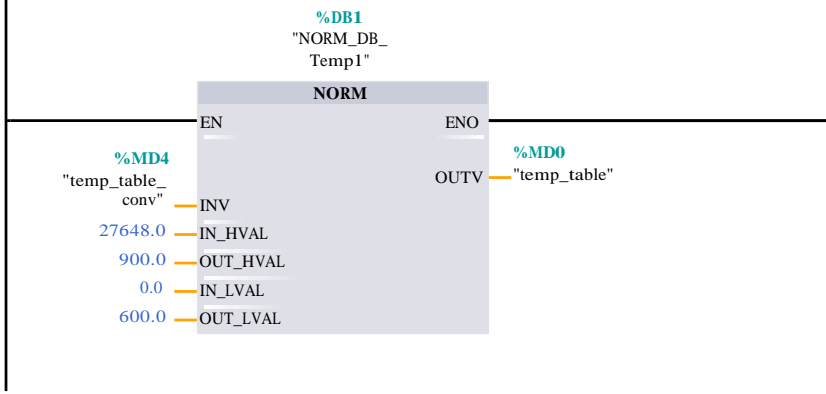 %DB1
"NORM_DB_
Temp1"
NORM
EN
ENO
%MD4
"temp_table_
conv"
INV
%MD0
OUTV
"temp_table"
27648.0
IN_HVAL
900.0
OUT_HVAL
0.0
IN_LVAL
600.0
OUT_LVAL